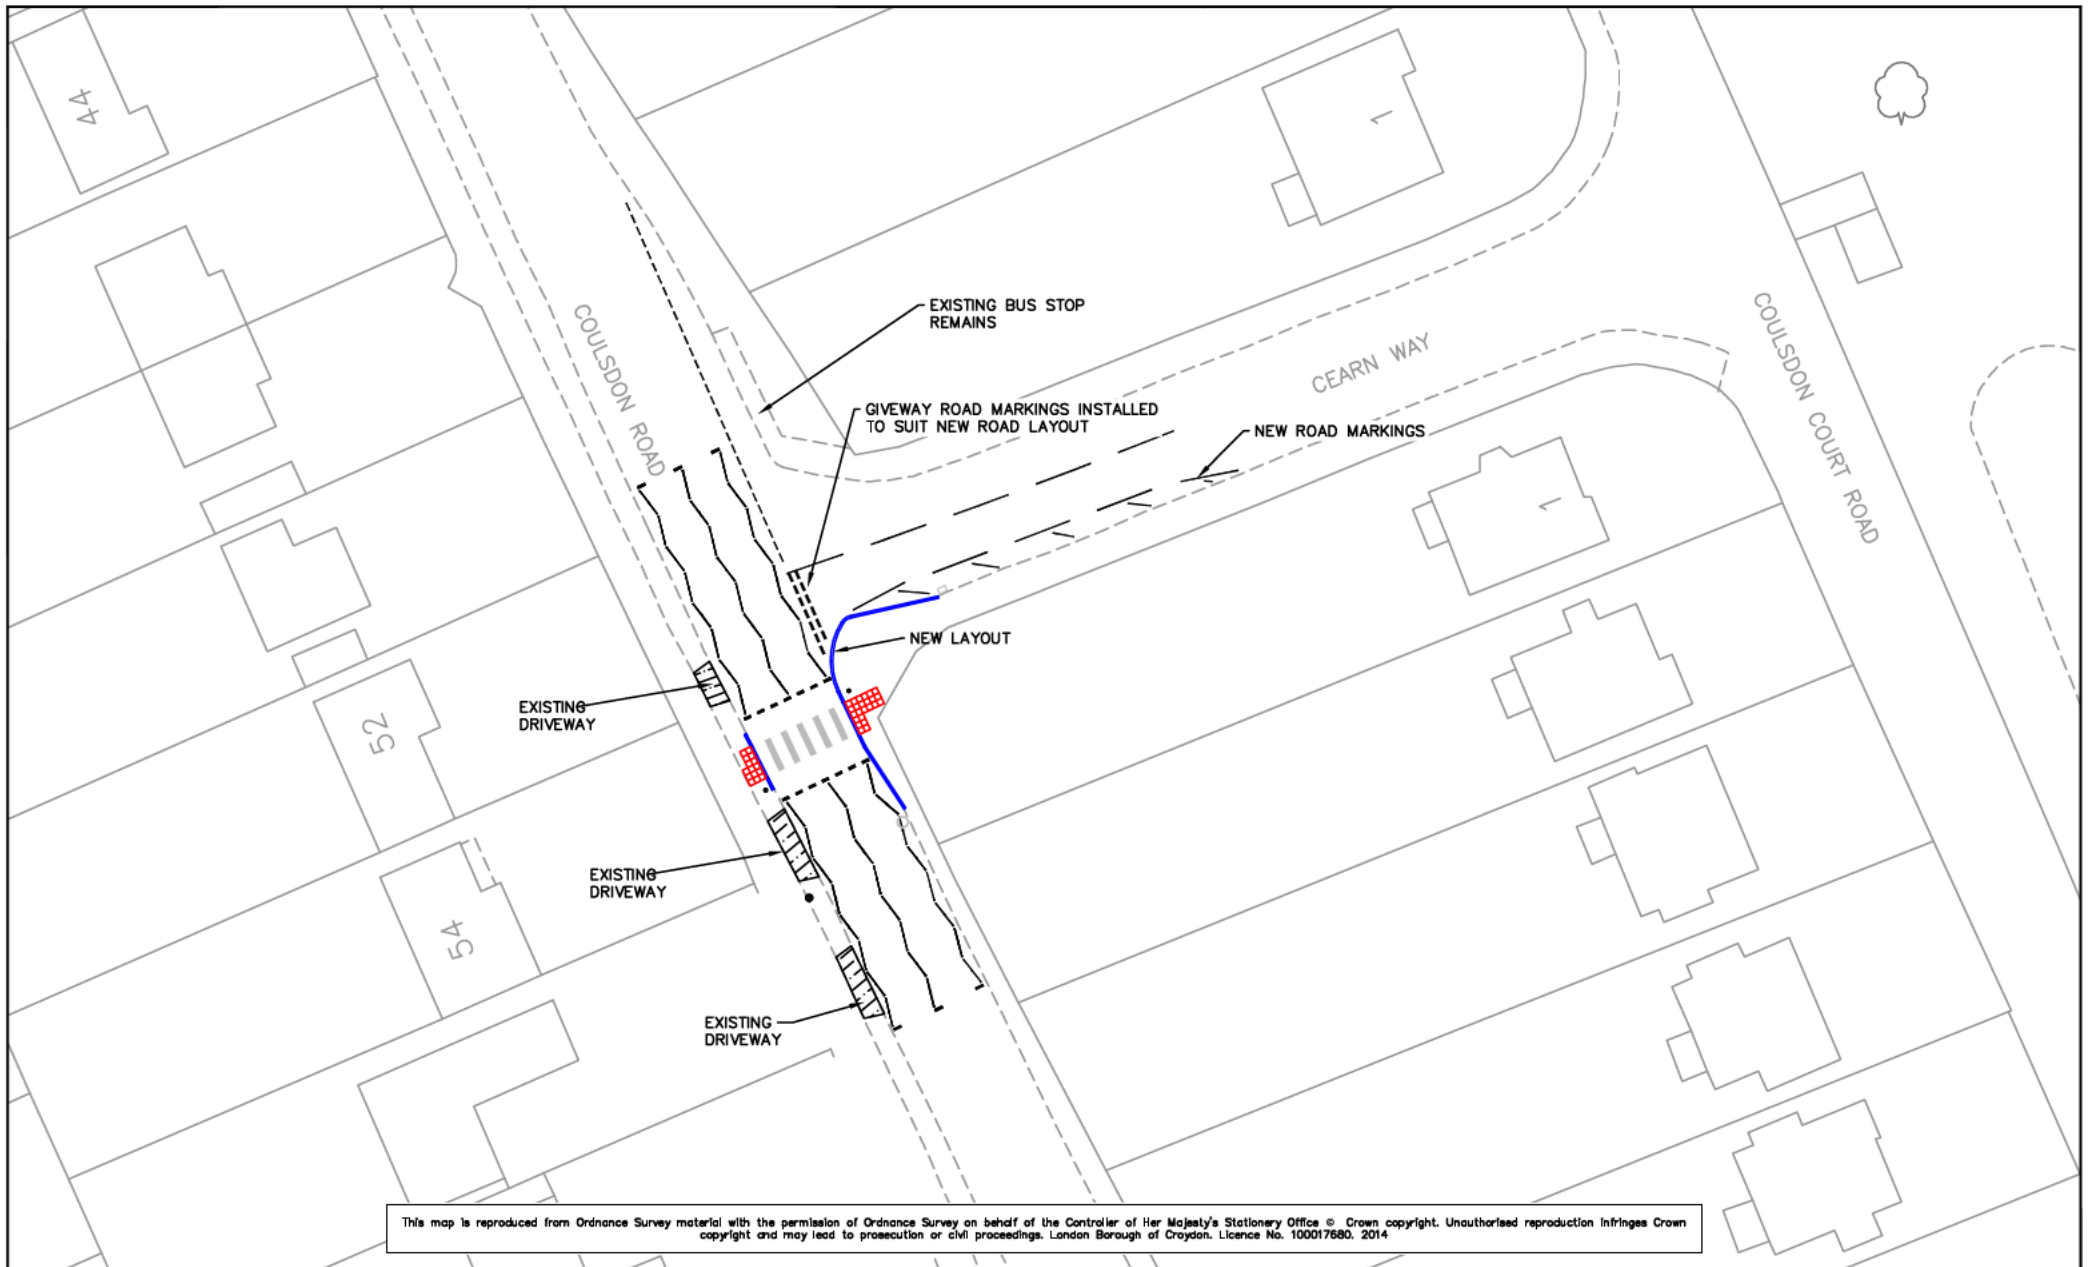 44
1
COULSDON ROAD
EXISTING BUS STOP
REMAINS
CEARN WAY
COULSDON COURT ROAD
GIVEWAY ROAD MARKINGS INSTALLED
TO SUIT NEW ROAD LAYOUT
NEW ROAD MARKINGS
1
NEW LAYOUT
EXISTING
DRIVEWAY
52
EXISTING
DRIVEWAY
54
EXISTING
DRIVEWAY
This map is reproduced from Ordnance Survey material with the permission of Ordnance Survey on behalf of the Controller of Her Majesty's Stationery Office © Crown copyright. Unauthorised reproduction infringes Crown
copyright and may lead to prosecution or civil proceedings. London Borough of Croydon. Licence No. 100017680. 2014